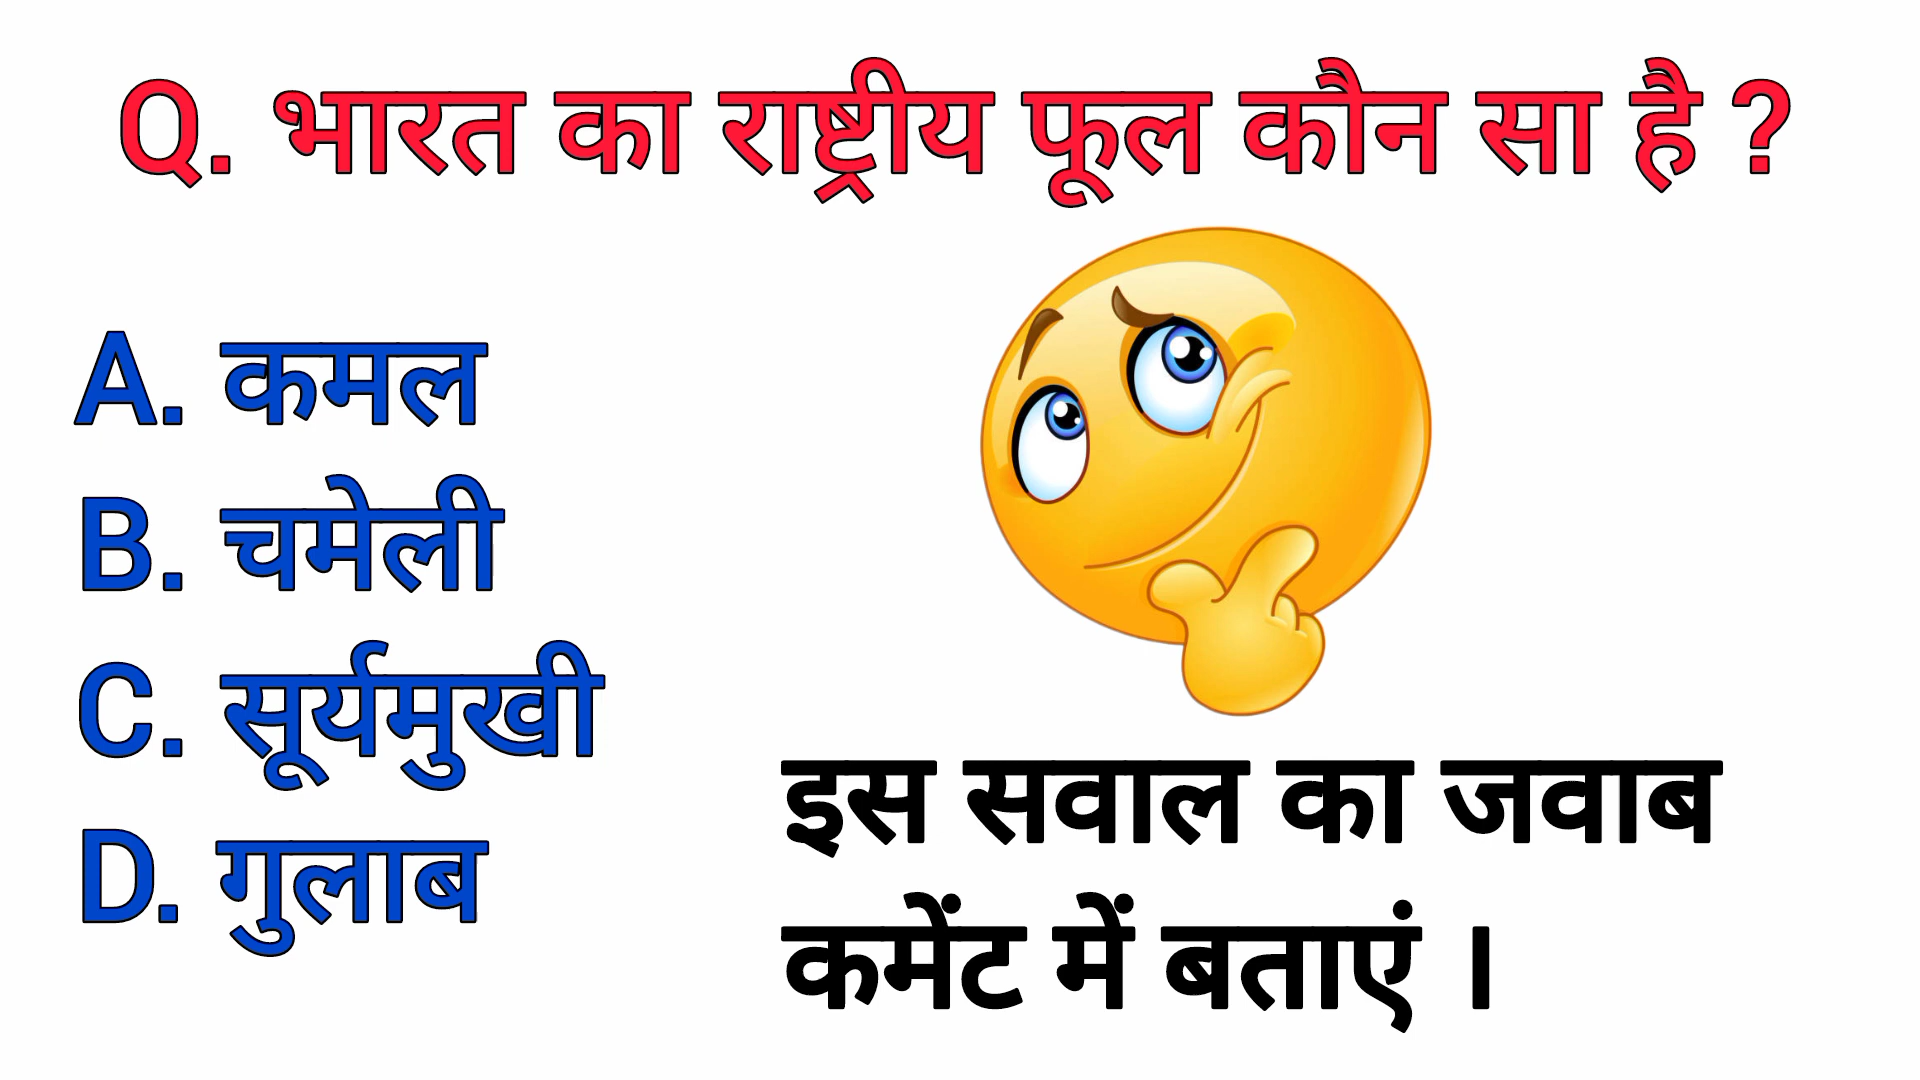 Q. भारत का राष्ट्रीय फूल कौन सा है ?
A. कमल
B. चमेली
C. सूर्यमुखी
D. गुलाब
इस सवाल का जवाब
कमेंट में बताएं ।